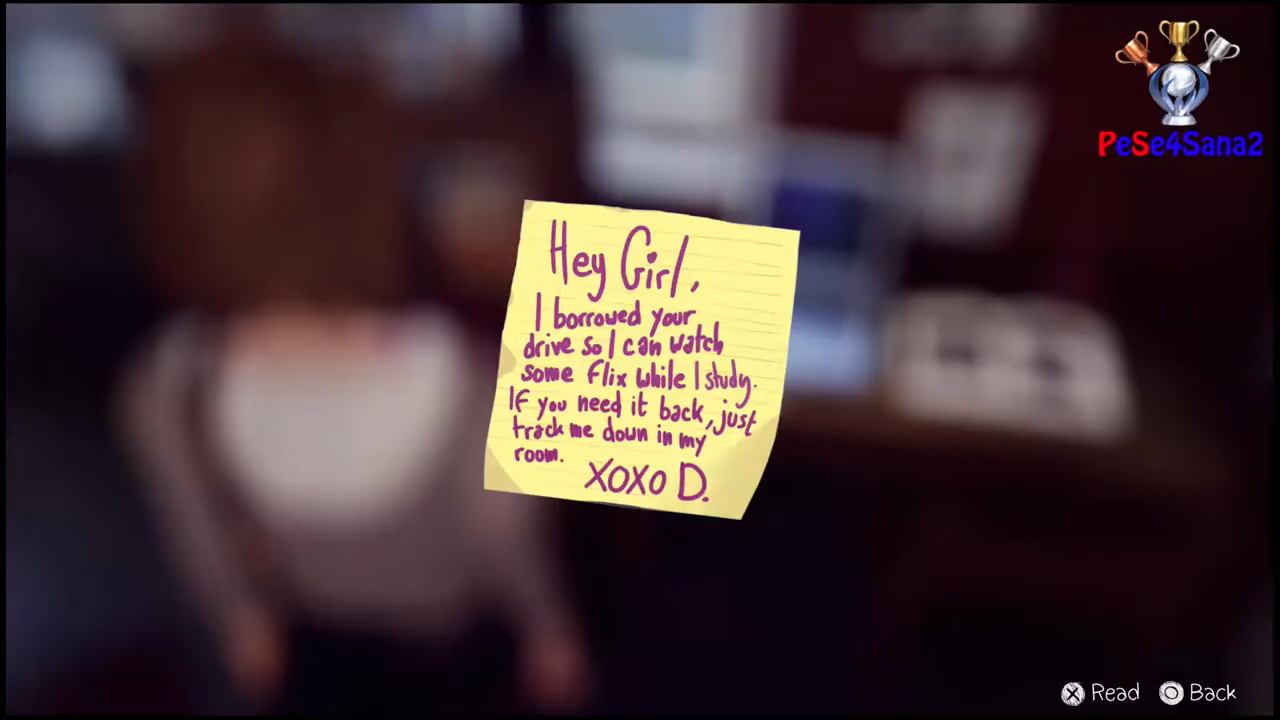 PeSe4Sana2
Hey Girl,
I borrowed your
drive so I can watch
some Flix while I study.
If you need it back, just
track me down in my
room.
XOXO D.
Read Back